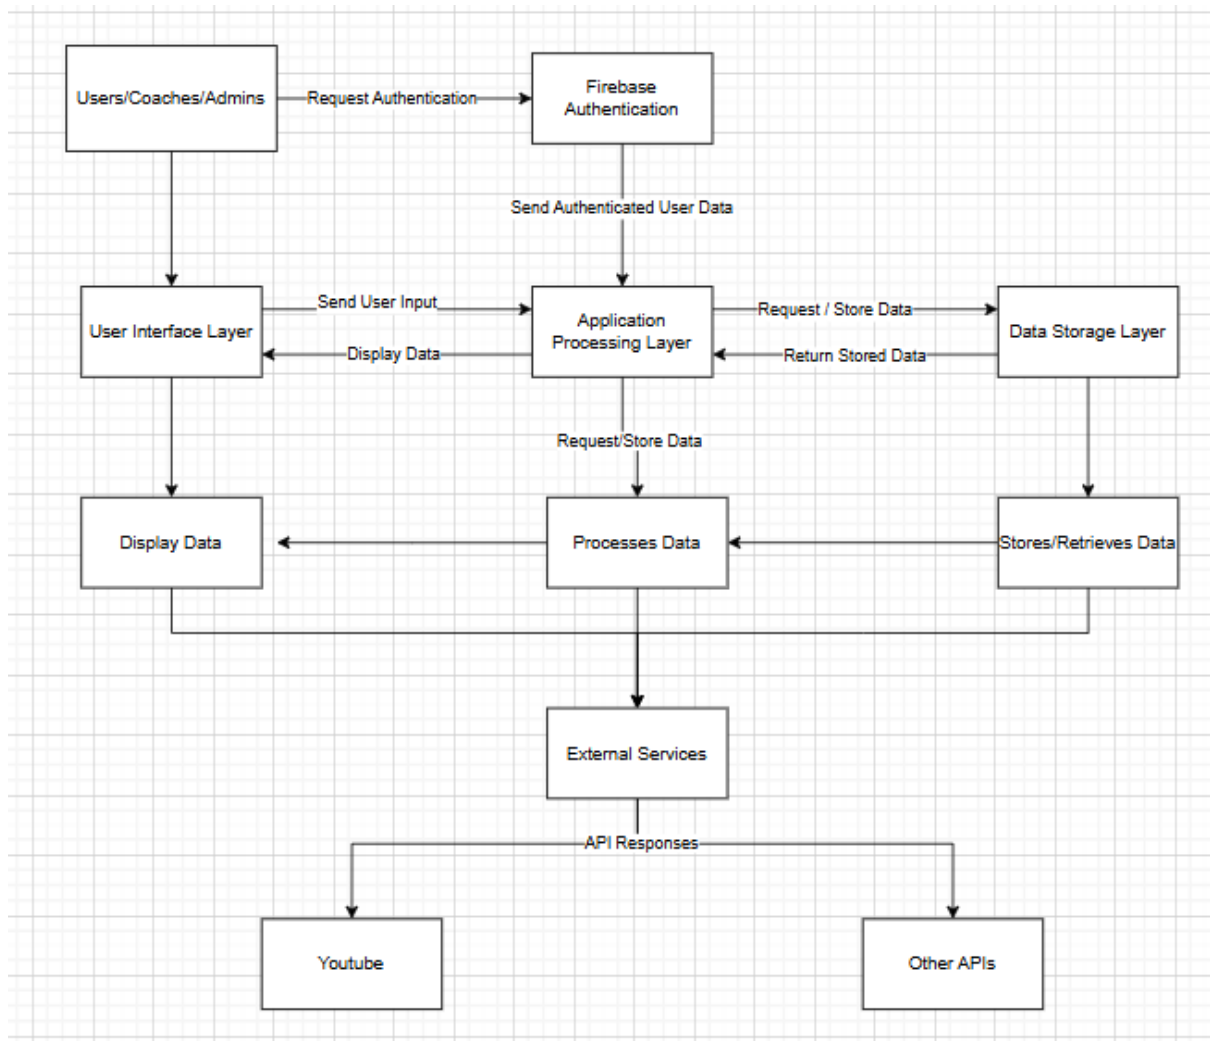 Users/Coaches/Admins
Request Authentication
Firebase
Authentication
Send Authenticated User Data
User Interface Layer
Send User Input
Display Data
Application
Processing Layer
Request / Store Data
Return Stored Data
Data Storage Layer
Request/Store Data
Display Data
Processes Data
Stores/Retrieves Data
External Services
API Responses
Youtube
Other APIs